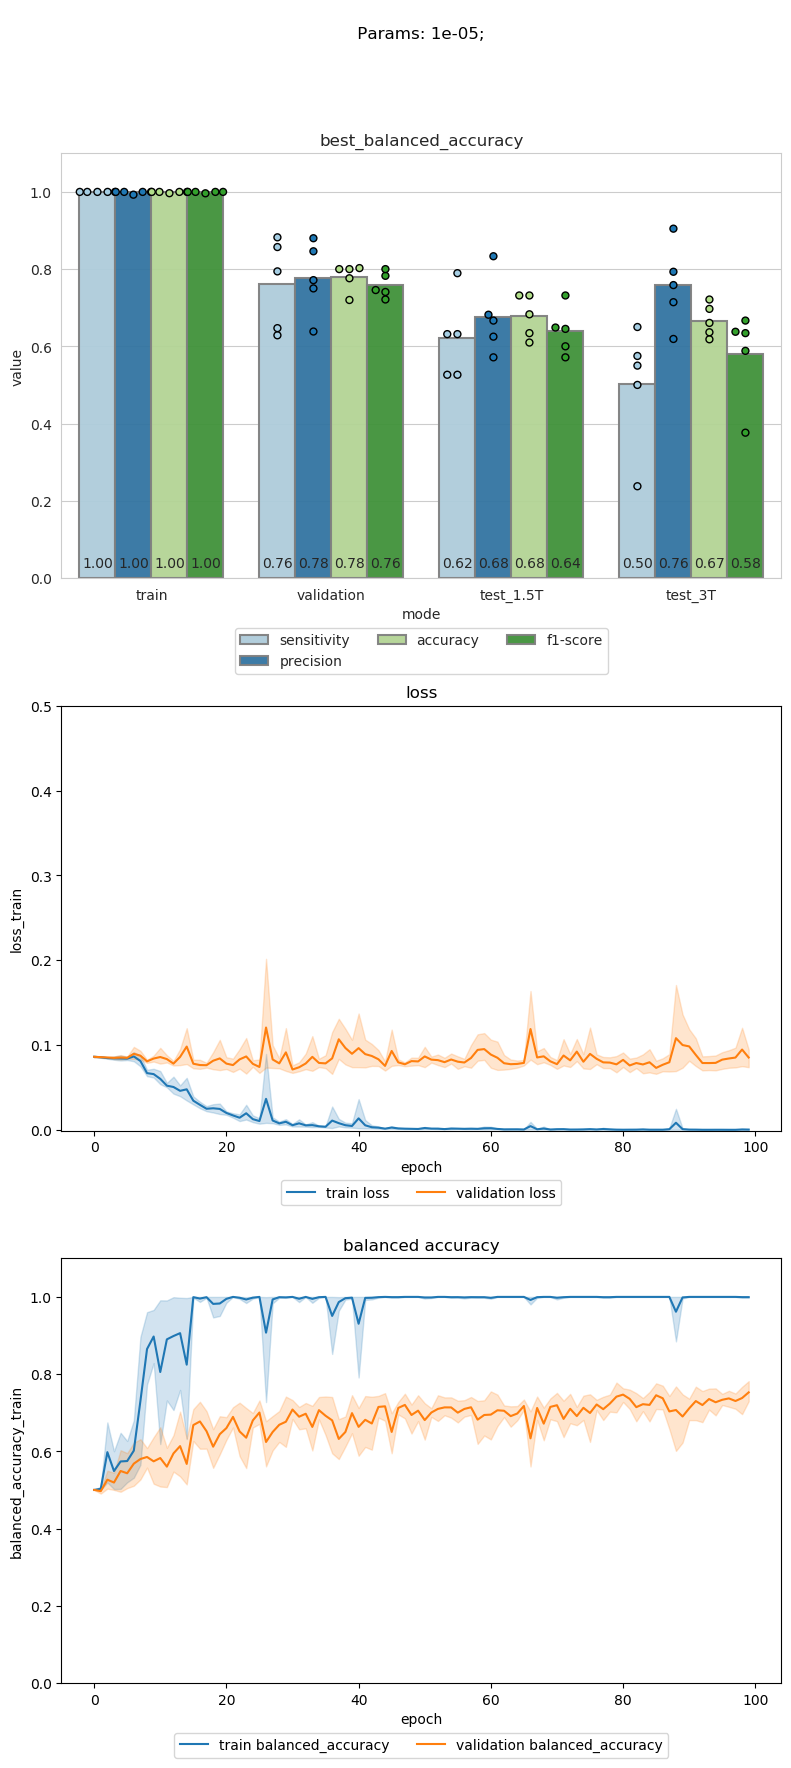 Params: 1e-05;
best_balanced_accuracy
value
1.0
0.8
0.6
0.4
0.2
0.0
1.00 1.00 1.00 1.00 0.76 0.78 0.78 0.76 0.62 0.68 0.68 0.64 0.50 0.76 0.67 0.58
train validation test_1.5T test_3T
mode
sensitivity accuracy f1-score
precision
loss
loss_train
0.5
0.4
0.3
0.2
0.1
0.0
0 20 40 60 80 100
epoch
train loss validation loss
balanced accuracy
balanced_accuracy_train
1.0
0.8
0.6
0.4
0.2
0.0
0 20 40 60 80 100
epoch
train balanced_accuracy validation balanced_accuracy